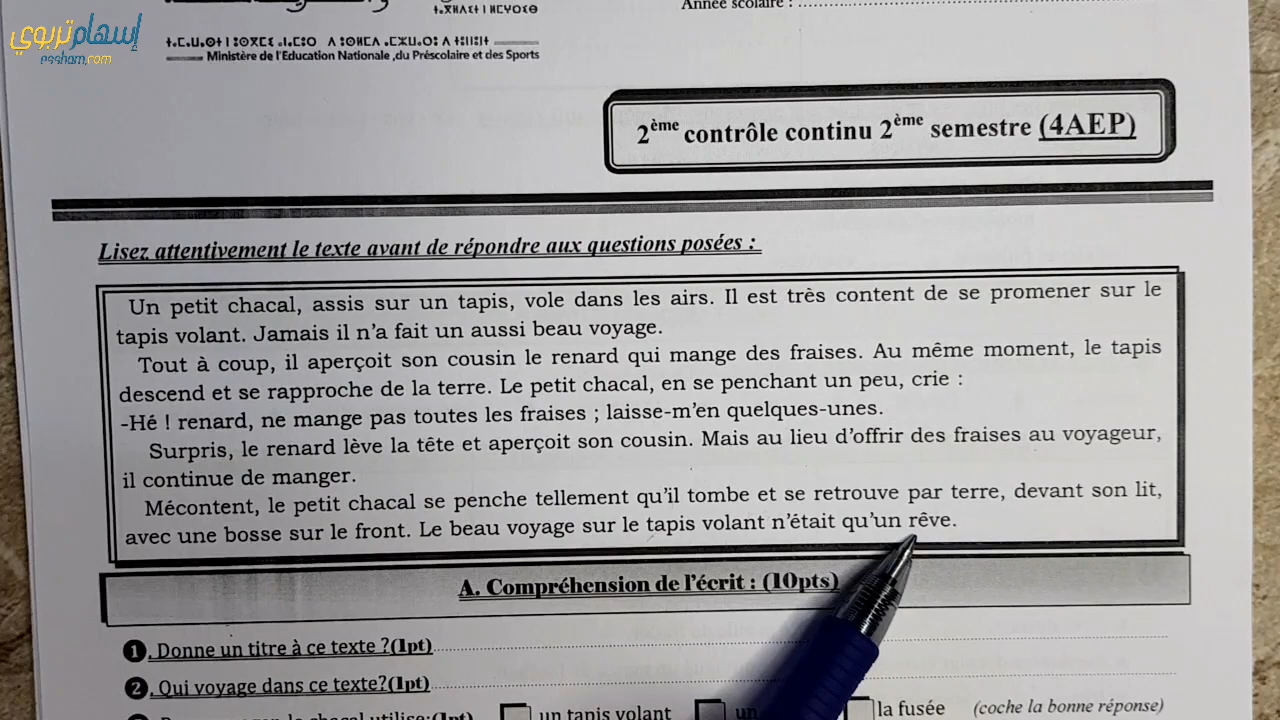 إسهام تربوي
essham.com
Année scolaire : 
ⵜⴰⵎⴰⵡⴰⵙⵜ ⵏ ⵓⵙⴳⵎⵉ ⴰⵏⴰⵎⵓⵔ ⴷ ⵓⵙⵍⵎⴷ ⴰⵎⵣⵡⴰⵔⵓ ⴷ ⵜⵓⵏⵏⵓⵏⵜ
Ministère de l'Education Nationale ,du Préscolaire et des Sports
2ème contrôle continu 2ème semestre (4AEP)
Lisez attentivement le texte avant de répondre aux questions posées :
Un petit chacal, assis sur un tapis, vole dans les airs. Il est très content de se promener sur le
tapis volant. Jamais il n'a fait un aussi beau voyage.
Tout à coup, il aperçoit son cousin le renard qui mange des fraises. Au même moment, le tapis
descend et se rapproche de la terre. Le petit chacal, en se penchant un peu, crie :
-Hé ! renard, ne mange pas toutes les fraises ; laisse-m'en quelques-unes.
Surpris, le renard lève la tête et aperçoit son cousin. Mais au lieu d'offrir des fraises au voyageur,
il continue de manger.
Mécontent, le petit chacal se penche tellement qu'il tombe et se retrouve par terre, devant son lit,
avec une bosse sur le front. Le beau voyage sur le tapis volant n'était qu'un rêve.
A. Compréhension de l'écrit : (10pts)
❶. Donne un titre à ce texte ?(1pt)
❷. Qui voyage dans ce texte?(1pt)
un tapis volant la fusée (coche la bonne réponse)